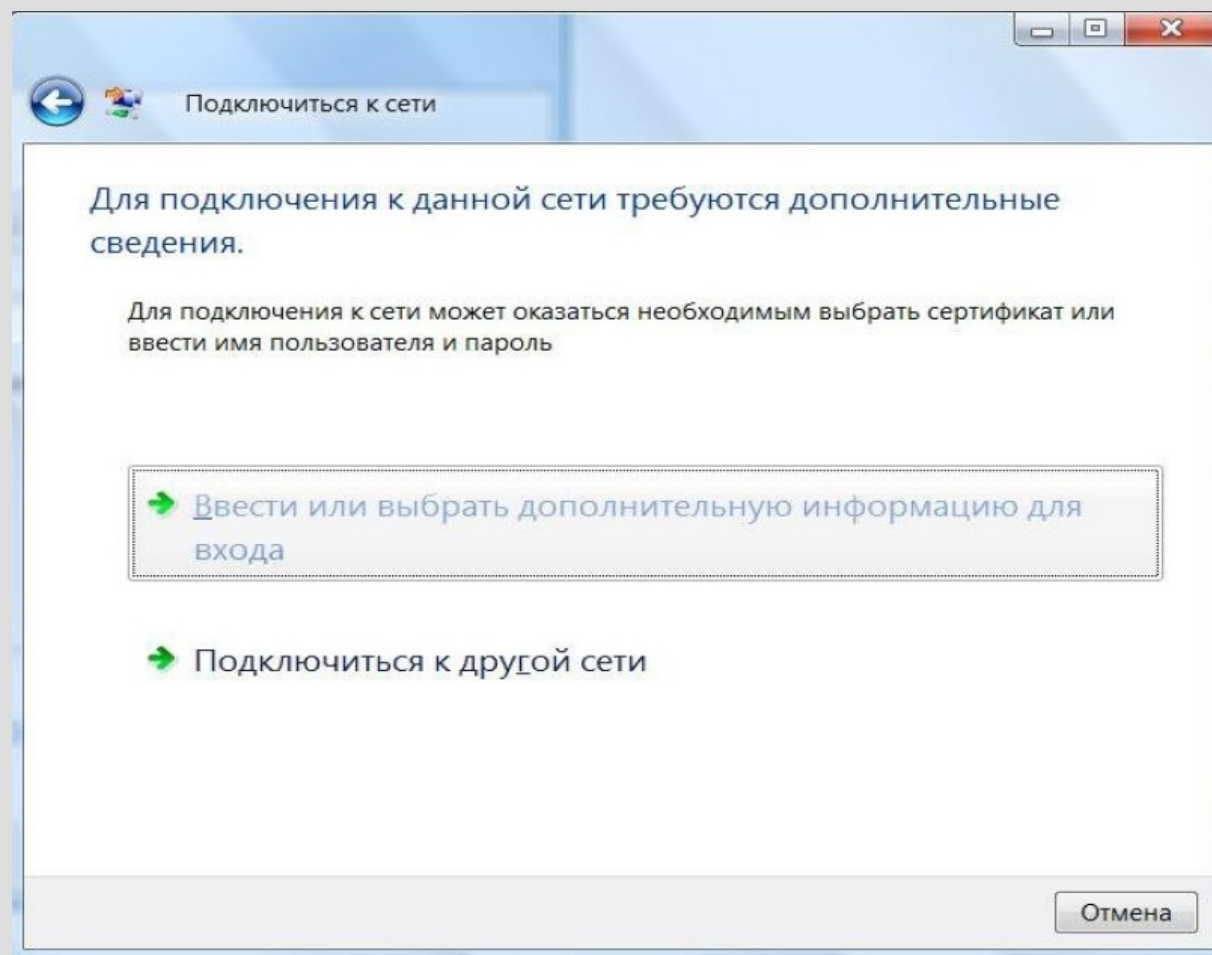 Подключиться к сети
Для подключения к данной сети требуются дополнительные
сведения.
Для подключения к сети может оказаться необходимым выбрать сертификат или
ввести имя пользователя и пароль
Ввести или выбрать дополнительную информацию для
входа
Подключиться к другой сети
Отмена